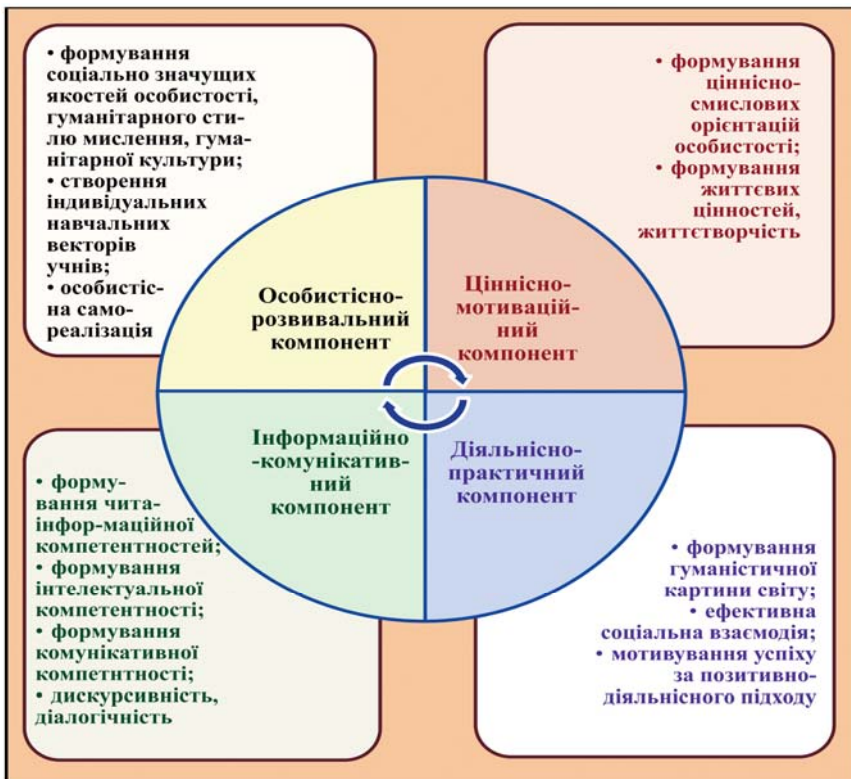 • формування
соціально значущих
якостей особистості,
гуманітарного сти-
лю мислення, гума-
нітарної культури;
• створення
індивідуальних
навчальних
векторів
учнів;
• особистіс-
на само-
реалізація
• формування
ціннісно-
смислових
орієнтацій
особистості;
• формування
життєвих
цінностей,
життєтворчість
Особистісно-
розвивальний
компонент
Ціннісно-
мотивацій-
ний
компонент
Інформаційно
-комунікатив-
ний
компонент
Діяльнісно-
практичний
компонент
• форму-
вання чита-
інфор-маційної
компетентностей;
• формування
інтелектуальної
компетентності;
• формування
комунікативної
компетнтності;
• дискурсивність,
діалогічність
• формування
гуманістичної
картини світу;
• ефективна
соціальна взаємодія;
• мотивування успіху
за позитивно-
діяльнісного підходу